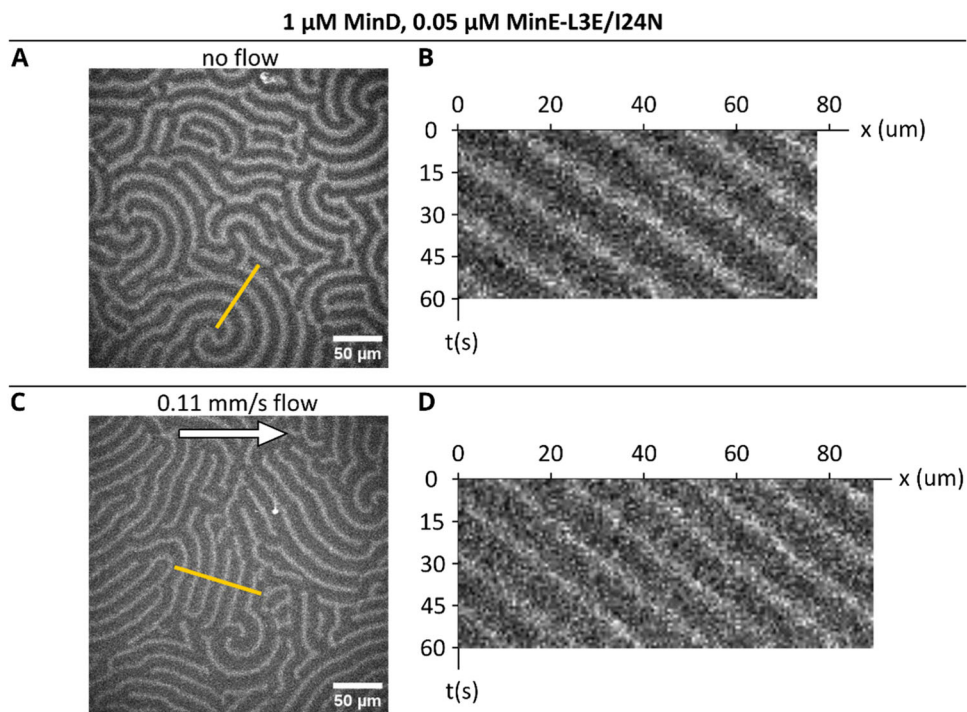 1 µM MinD, 0.05 µM MinE-L3E/I24N
A
no flow
50 µm
B
0 20 40 60 80
x (um)
0
15
30
45
60
t(s)
C
0.11 mm/s flow
50 µm
D
0 20 40 60 80
x (um)
0
15
30
45
60
t(s)